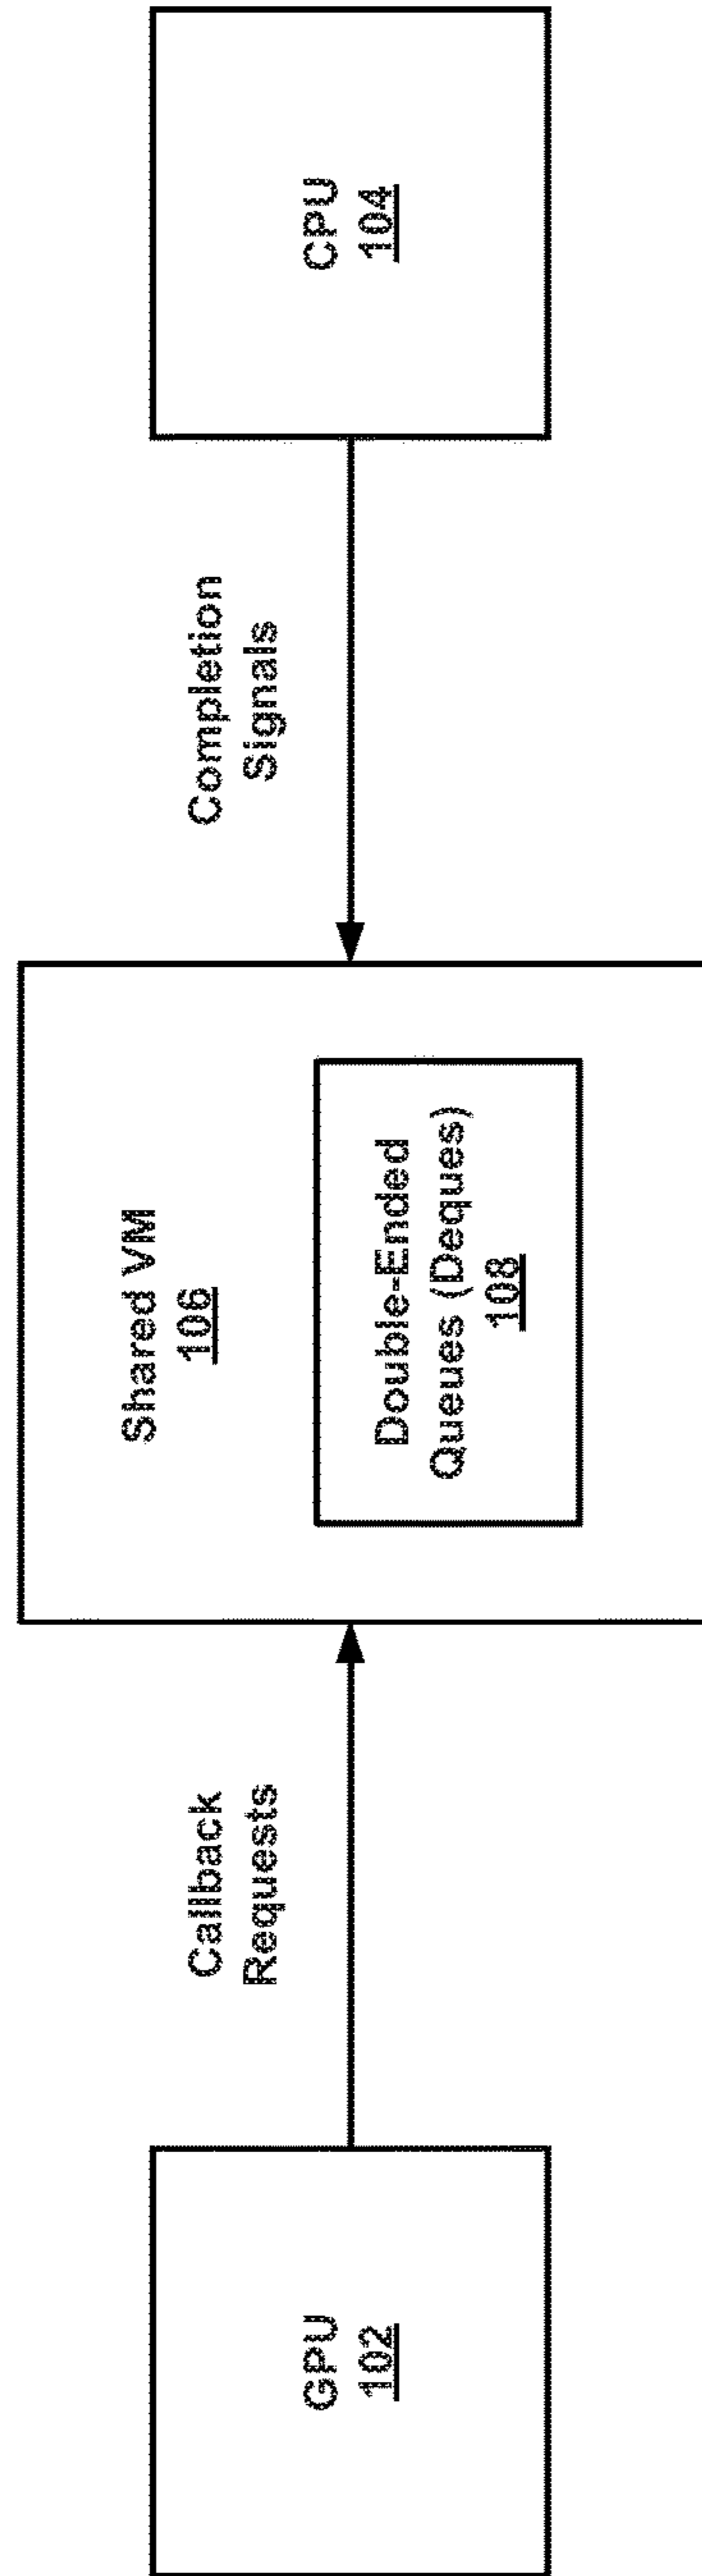 GPU
102
Callback
Requests
Shared VM
106
Double-Ended
Queues (Deques)
108
Completion
Signals
CPU
104